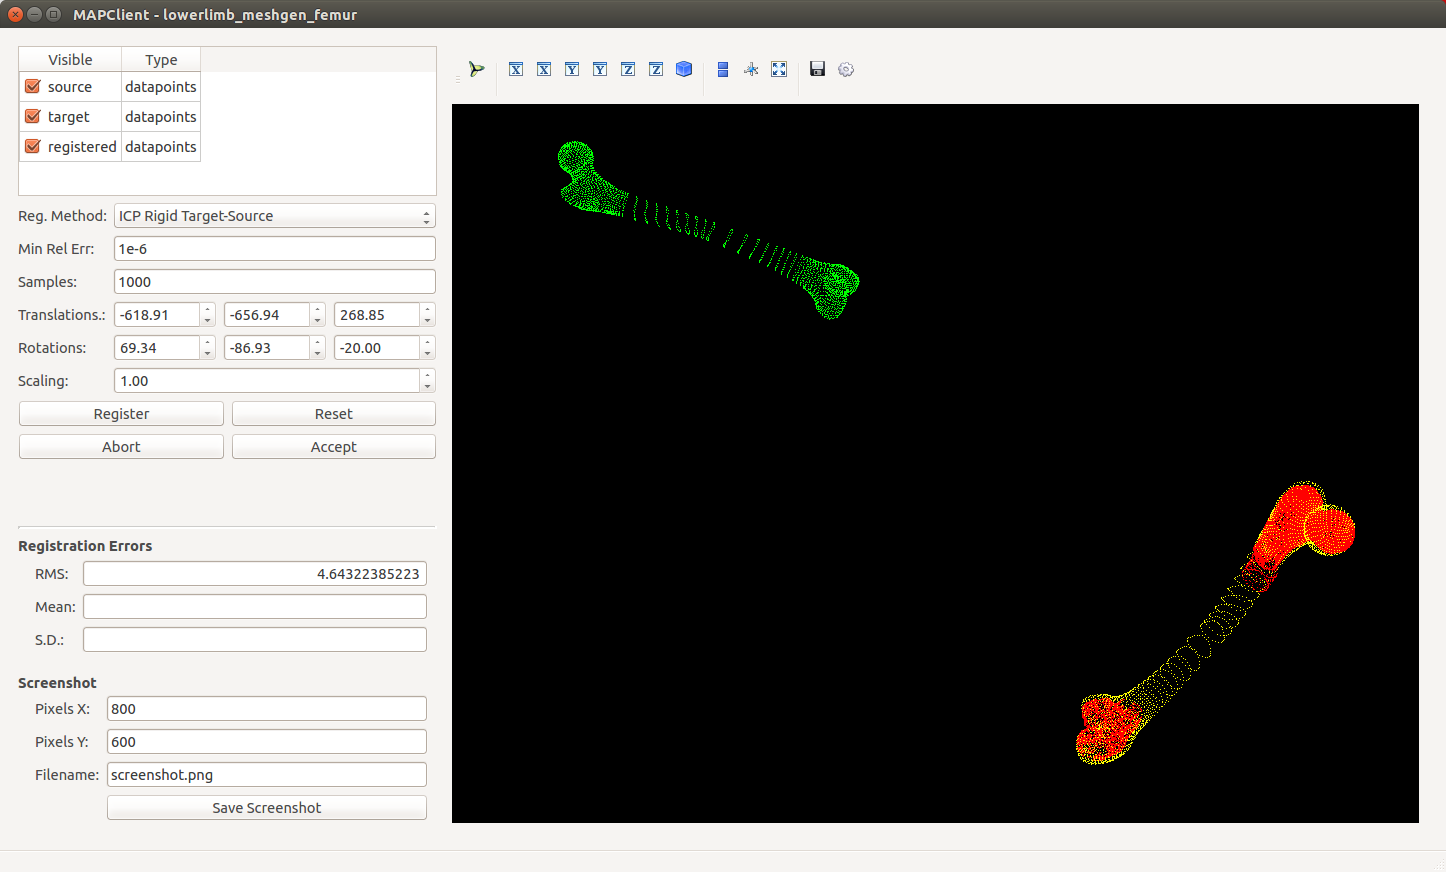 MAPClient - lowerlimb_meshgen_femur
Visible Type
source datapoints
target datapoints
registered datapoints
X X Y Y Z Z
Reg. Method: ICP Rigid Target-Source
Min Rel Err: 1e-6
Samples: 1000
Translations.: -618.91 -656.94 268.85
Rotations: 69.34 -86.93 -20.00
Scaling: 1.00
Register Reset
Abort Accept
Registration Errors
RMS: 4.64322385223
Mean:
S.D.:
Screenshot
Pixels X: 800
Pixels Y: 600
Filename: screenshot.png
Save Screenshot